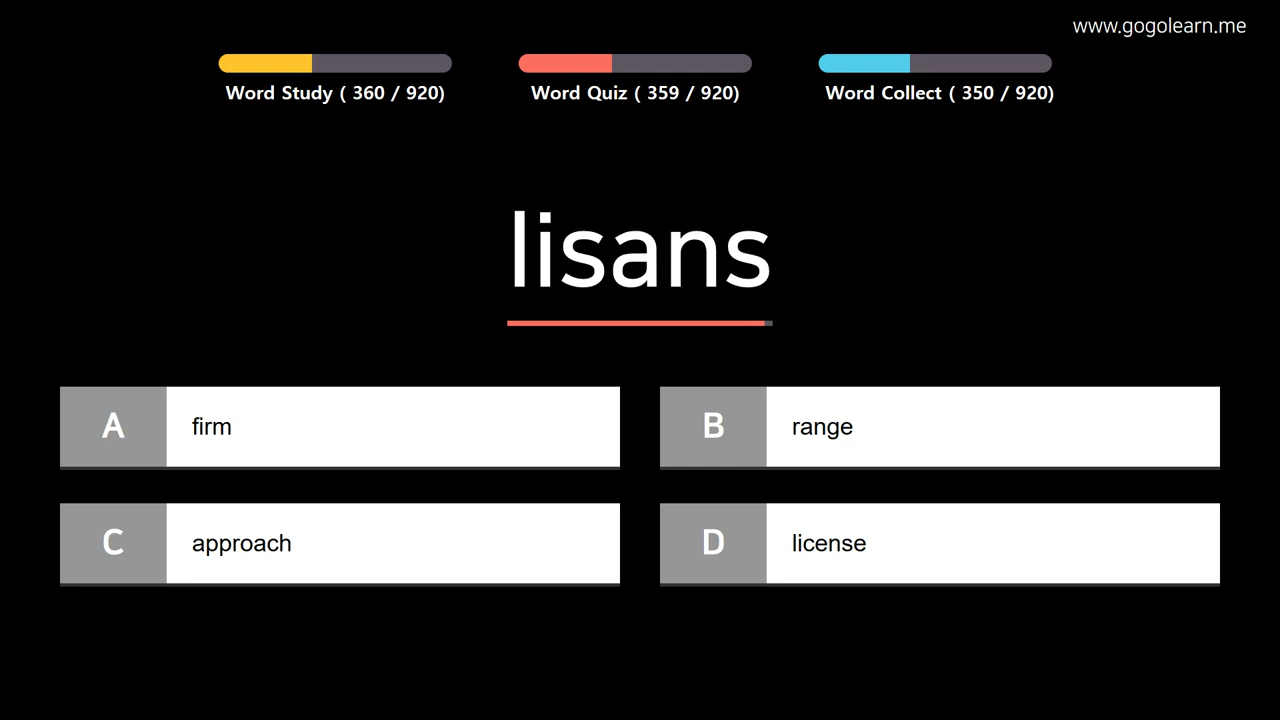 www.gogolearn.me
Word Study ( 360 / 920)
Word Quiz ( 359 / 920)
Word Collect ( 350 / 920)
lisans
A firm
B range
C approach
D license